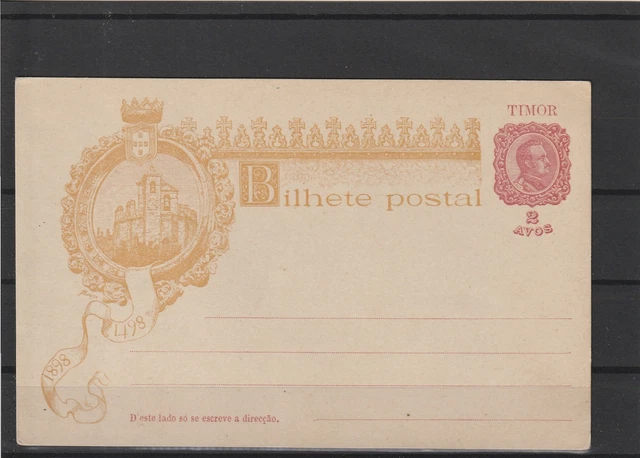 TIMOR
Bilhete postal
2
AVOS
1498
1898
D'este lado só se escreve a direcção.